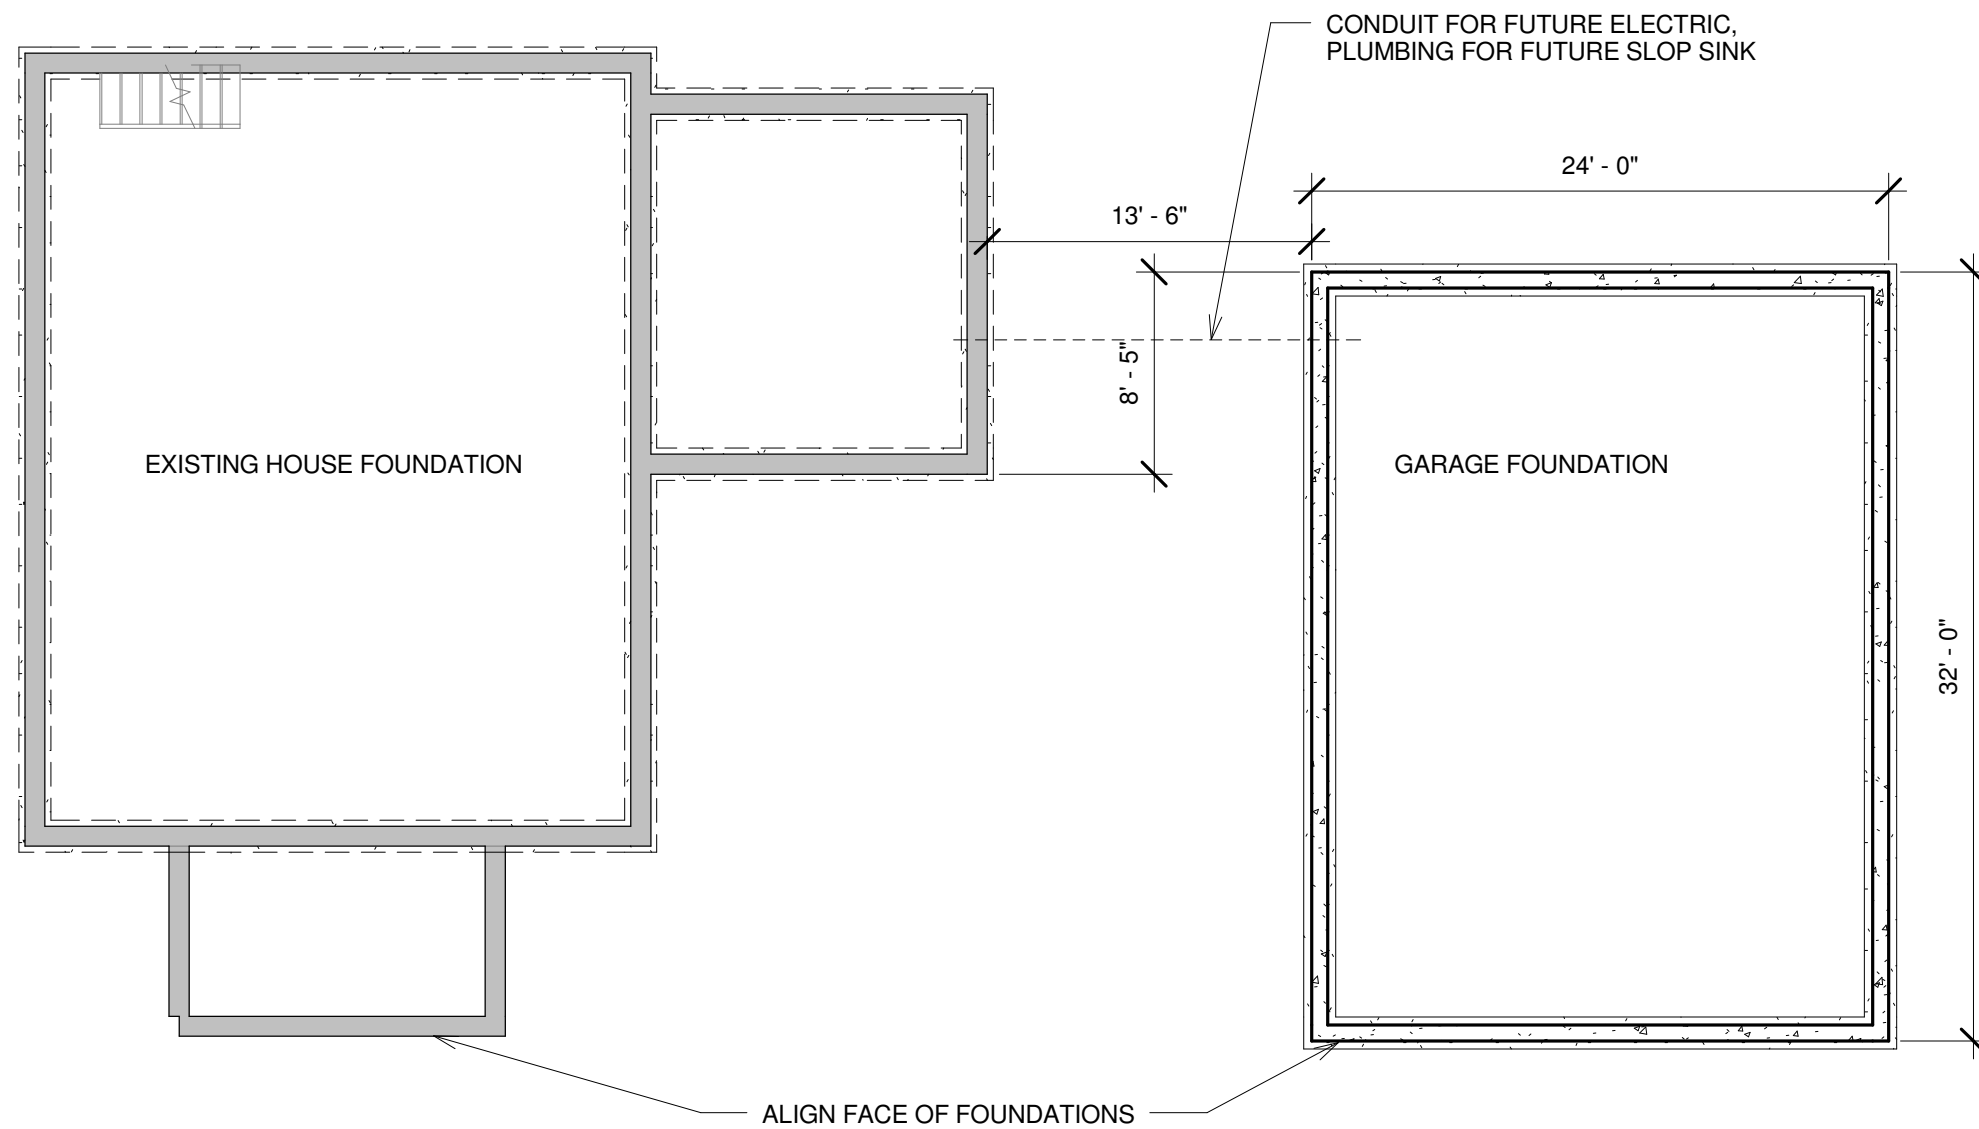 CONDUIT FOR FUTURE ELECTRIC,
PLUMBING FOR FUTURE SLOP SINK
24' - 0"
13' - 6"
8' - 5"
EXISTING HOUSE FOUNDATION
GARAGE FOUNDATION
32' - 0"
ALIGN FACE OF FOUNDATIONS